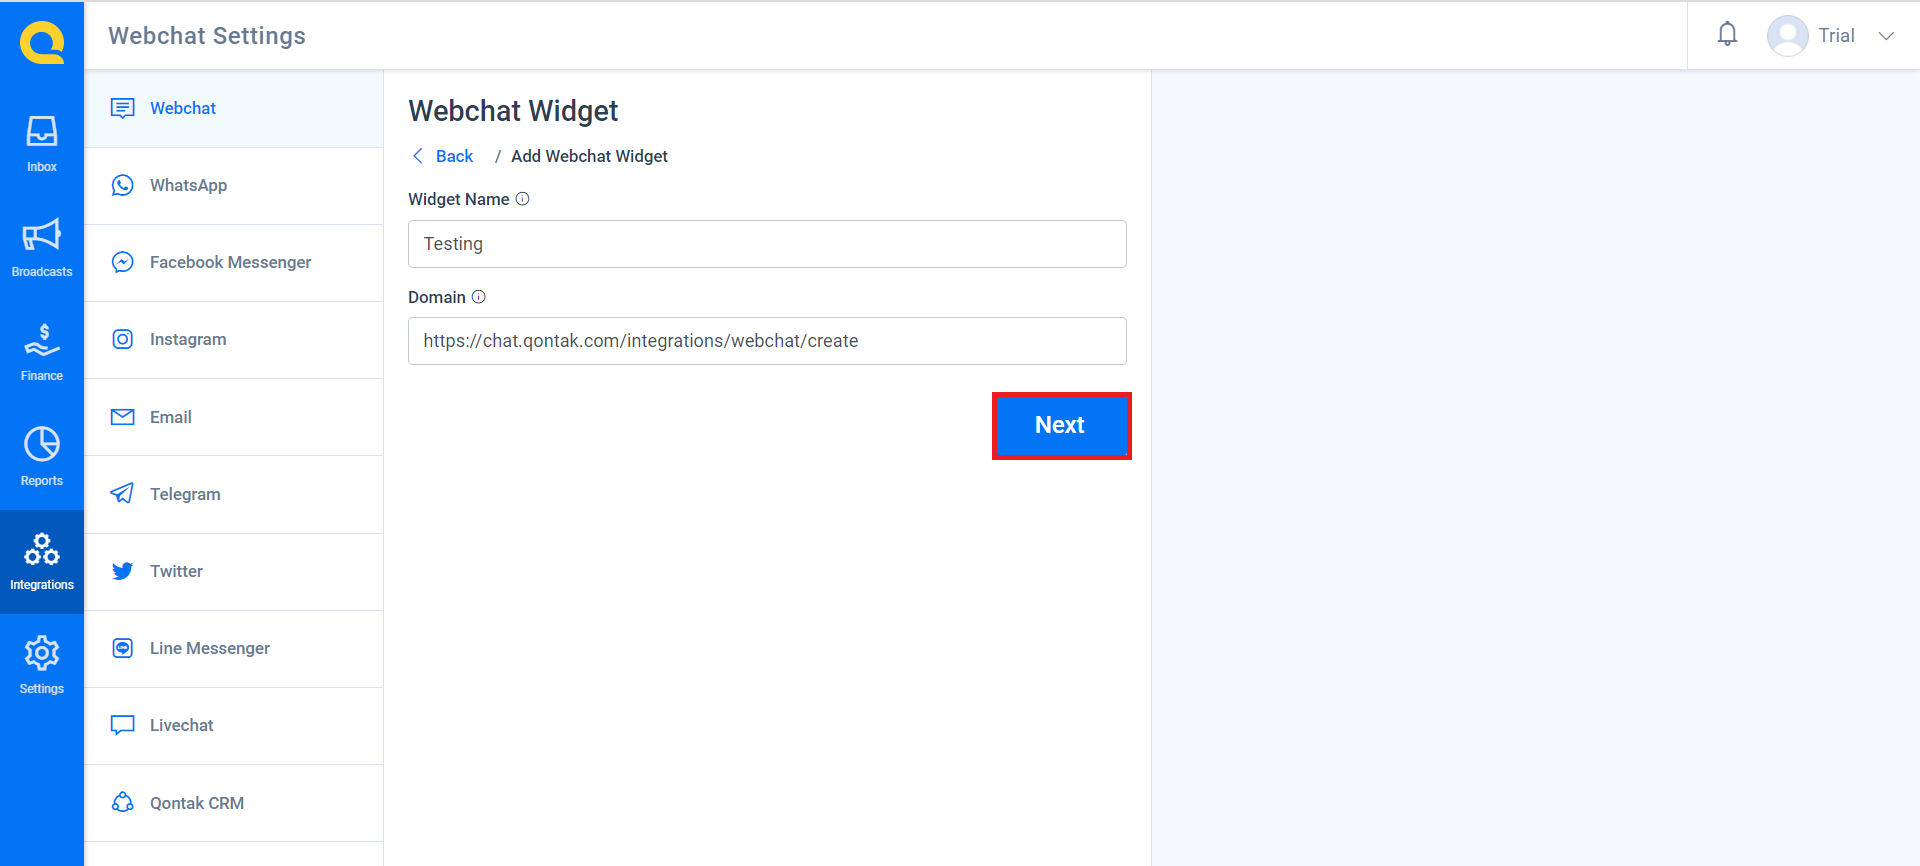 Webchat Settings
Trial
Inbox
Broadcasts
Finance
Reports
Integrations
Settings
Webchat
WhatsApp
Facebook Messenger
Instagram
Email
Telegram
Twitter
Line Messenger
Livechat
Qontak CRM
Webchat Widget
Back / Add Webchat Widget
Widget Name
Testing
Domain
https://chat.qontak.com/integrations/webchat/create
Next